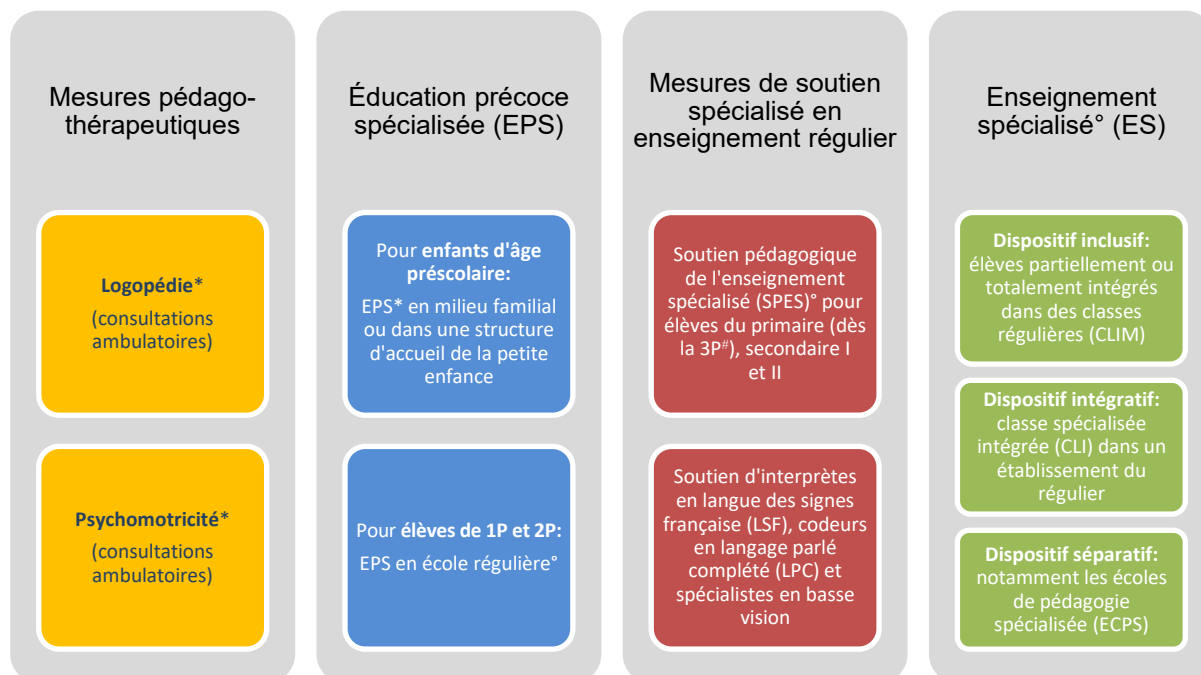 Mesures pédago-
thérapeutiques
Logopédie*
(consultations
ambulatoires)
Psychomotricité*
(consultations
ambulatoires)
Éducation précoce
spécialisée (EPS)
Pour enfants d'âge
préscolaire:
EPS* en milieu familial
ou dans une structure
d'accueil de la petite
enfance
Pour élèves de 1P et 2P:
EPS en école régulière°
Mesures de soutien
spécialisé en
enseignement régulier
Soutien pédagogique
de l'enseignement
spécialisé (SPES)° pour
élèves du primaire (dès
la 3P#), secondaire I
et II
Soutien d'interprètes
en langue des signes
française (LSF), codeurs
en langage parlé
complété (LPC) et
spécialistes en basse
vision
Enseignement
spécialisé° (ES)
Dispositif inclusif:
élèves partiellement ou
totalement intégrés
dans des classes
régulières (CLIM)
Dispositif intégratif:
classe spécialisée
intégrée (CLI) dans un
établissement du
régulier
Dispositif séparatif:
notamment les écoles
de pédagogie
spécialisée (ECPS)